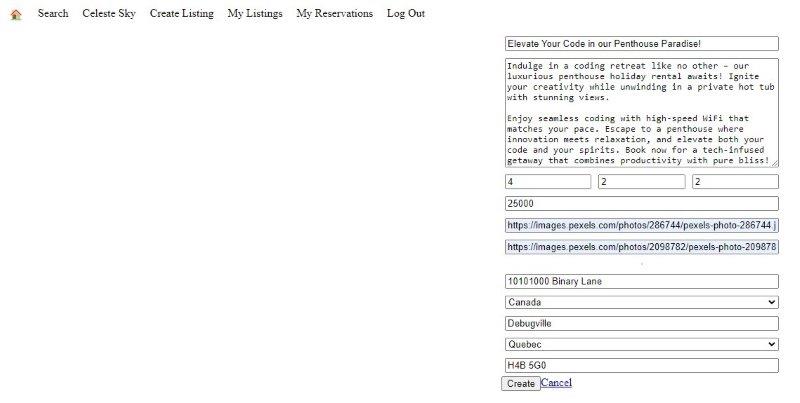 Search Celeste Sky Create Listing My Listings My Reservations Log Out
Elevate Your Code in our Penthouse Paradise!
Indulge in a coding retreat like no other – our
luxurious penthouse holiday rental awaits! Ignite
your creativity while unwinding in a private hot tub
with stunning views.
Enjoy seamless coding with high-speed WiFi that
matches your pace. Escape to a penthouse where
innovation meets relaxation, and elevate both your
code and your spirits. Book now for a tech-infused
getaway that combines productivity with pure bliss!
4 2 2
25000
https://images.pexels.com/photos/286744/pexels-photo-286744.j
https://images.pexels.com/photos/2098782/pexels-photo-209878
10101000 Binary Lane
Canada
Debugville
Quebec
H4B 5G0
Create Cancel